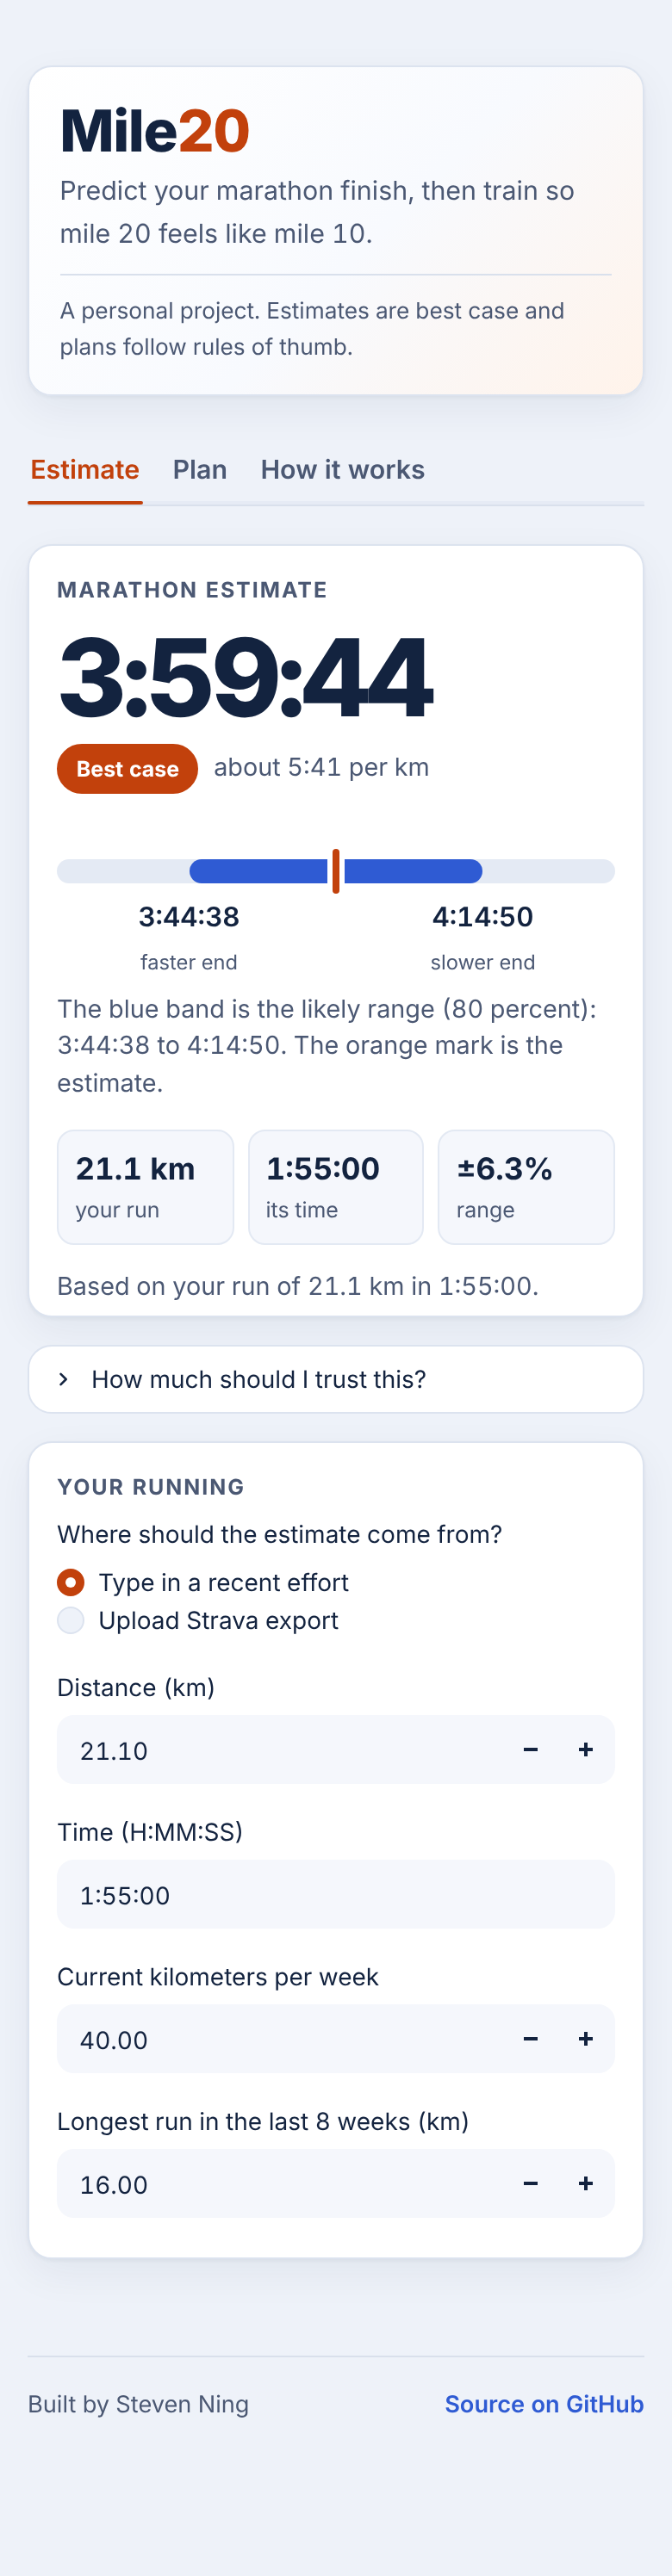 Mile20
Predict your marathon finish, then train so
mile 20 feels like mile 10.
A personal project. Estimates are best case and
plans follow rules of thumb.
Estimate Plan How it works
MARATHON ESTIMATE
3:59:44
Best case about 5:41 per km
3:44:38 4:14:50
faster end slower end
The blue band is the likely range (80 percent):
3:44:38 to 4:14:50. The orange mark is the
estimate.
21.1 km 1:55:00 ±6.3%
your run its time range
Based on your run of 21.1 km in 1:55:00.
How much should I trust this?
YOUR RUNNING
Where should the estimate come from?
Type in a recent effort
Upload Strava export
Distance (km)
21.10 − +
Time (H:MM:SS)
1:55:00
Current kilometers per week
40.00 − +
Longest run in the last 8 weeks (km)
16.00 − +
Built by Steven Ning Source on GitHub